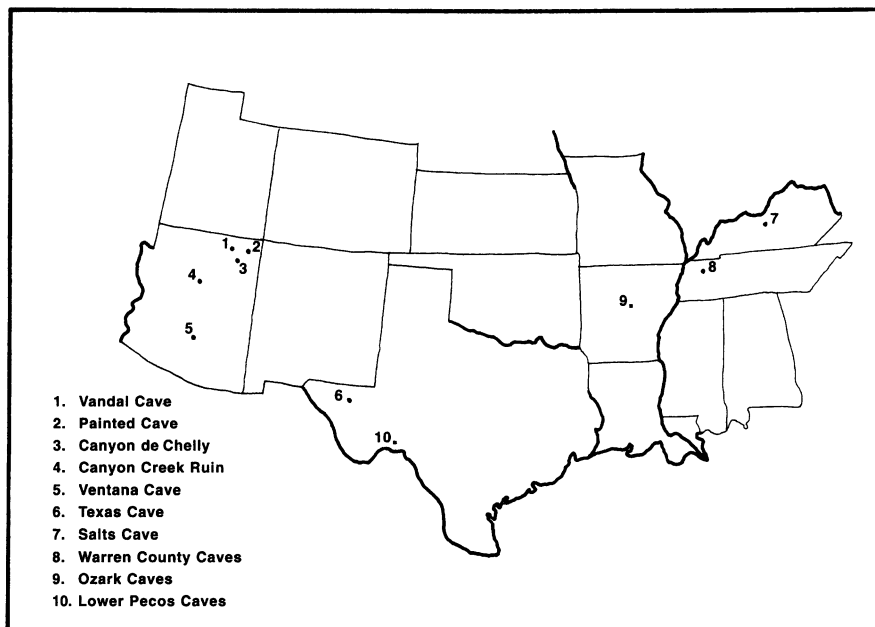 1
2
3
4
5
6
7
8
9
10
1. Vandal Cave
2. Painted Cave
3. Canyon de Chelly
4. Canyon Creek Ruin
5. Ventana Cave
6. Texas Cave
7. Salts Cave
8. Warren County Caves
9. Ozark Caves
10. Lower Pecos Caves